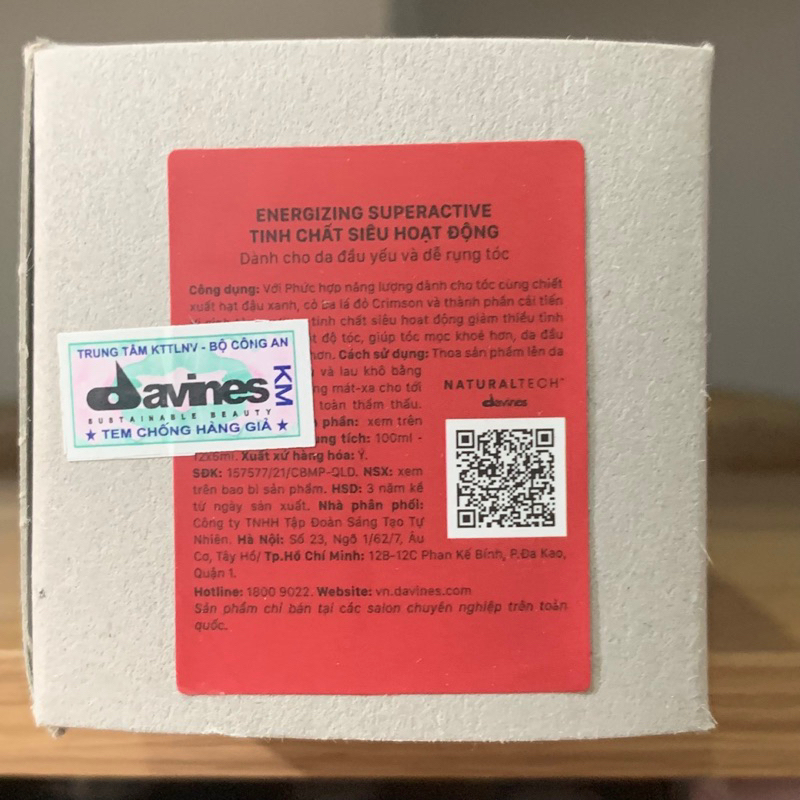 ENERGIZING SUPERACTIVE
TINH CHẤT SIÊU HOẠT ĐỘNG
Dành cho da đầu yếu và dễ rụng tóc
Công dụng: Với Phức hợp năng lượng dành cho tóc cùng chiết
xuất hạt đậu xanh, cỏ ba lá đỏ Crimson và thành phần cải tiến
tinh chất siêu hoạt động giảm thiểu tình
độ tóc, giúp tóc mọc khoẻ hơn, da đầu
hơn. Cách sử dụng: Thoa sản phẩm lên da
và lau khô bằng
mát-xa cho tới
toàn thẩm thấu.
phần: xem trên
tích: 100ml -
12x6ml. Xuất xứ hàng hóa: Ý.
SĐK: 157577/21/CBMP-QLD. NSX: xem
trên bao bì sản phẩm. HSD: 3 năm kể
từ ngày sản xuất. Nhà phân phối:
Công ty TNHH Tập Đoàn Sáng Tạo Tự
Nhiên. Hà Nội: Số 23, Ngõ 1/62/7, Âu
Cơ, Tây Hồ/ Tp.Hồ Chí Minh: 12B-12C Phan Kế Bính, P.Đa Kao,
Quận 1.
Hotline: 1800 9022. Website: vn.davines.com
Sản phẩm chỉ bán tại các salon chuyên nghiệp trên toàn
quốc.
NATURALTECH™
davines
TRUNG TÂM KTTLNV - BỘ CÔNG AN
davines
SUSTAINABLE BEAUTY
★ TEM CHỐNG HÀNG GIẢ ★
KM